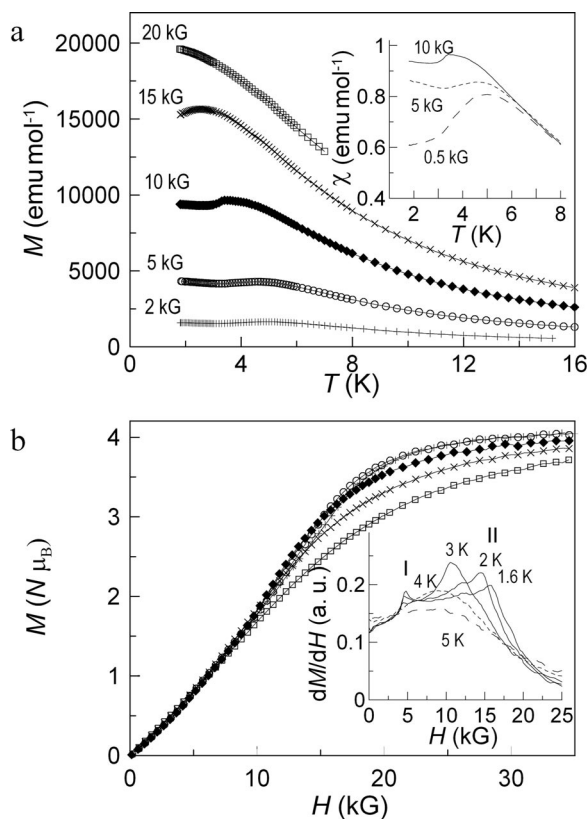 a
20000
15000
10000
5000
0
M (emu mol-1)
20 kG
15 kG
10 kG
5 kG
2 kG
0
4
8
12
16
T (K)
1
0.8
0.6
0.4
χ (emu mol-1)
10 kG
5 kG
0.5 kG
2
4
6
8
T (K)
b
4
3
2
1
0
M (N μB)
0
10
20
30
H (kG)
0.2
0.1
0
dM/dH (a. u.)
I
II
3 K
4 K
2 K
1.6 K
5 K
0
5
10
15
20
25
H (kG)